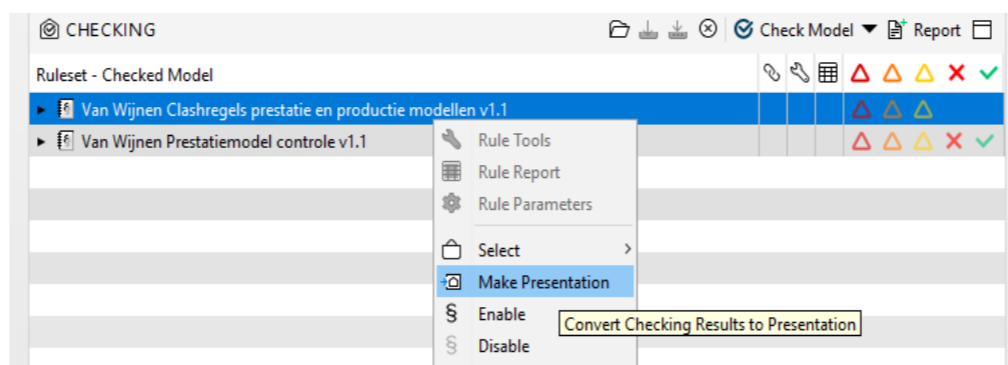 CHECKING
Check Model
Report
Ruleset - Checked Model
Van Wijnen Clashregels prestatie en productie modellen v1.1
Van Wijnen Prestatiemodel controle v1.1
Rule Tools
Rule Report
Rule Parameters
Select
Make Presentation
§ Enable
Convert Checking Results to Presentation
§ Disable